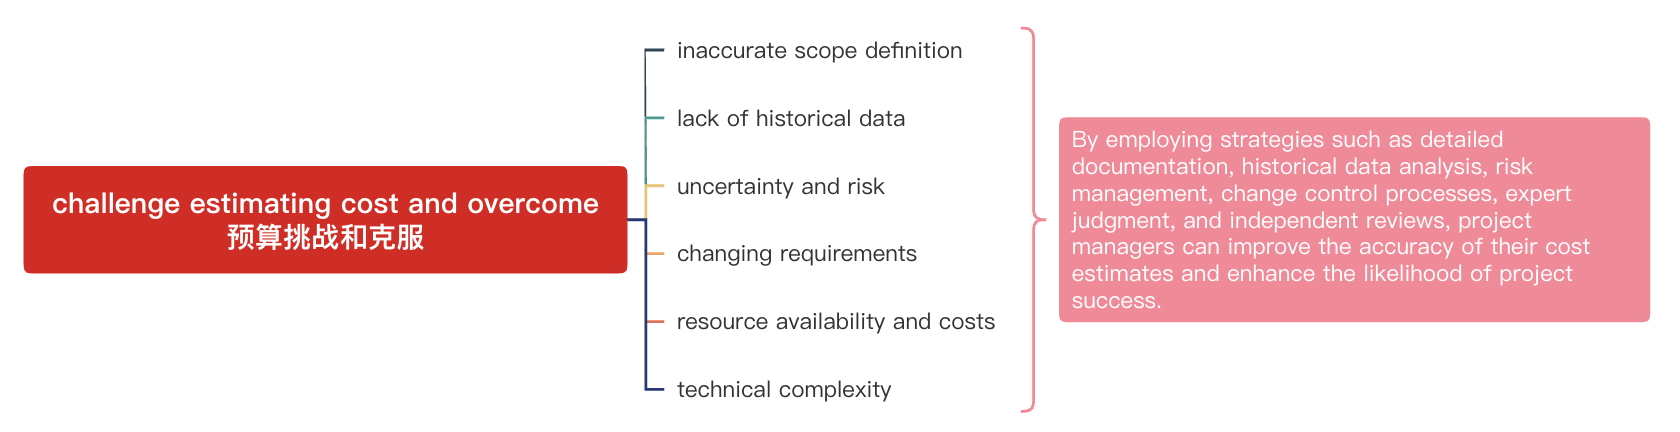 challenge estimating cost and overcome
预算挑战和克服
inaccurate scope definition
lack of historical data
uncertainty and risk
changing requirements
resource availability and costs
technical complexity
By employing strategies such as detailed
documentation, historical data analysis, risk
management, change control processes, expert
judgment, and independent reviews, project
managers can improve the accuracy of their cost
estimates and enhance the likelihood of project
success.